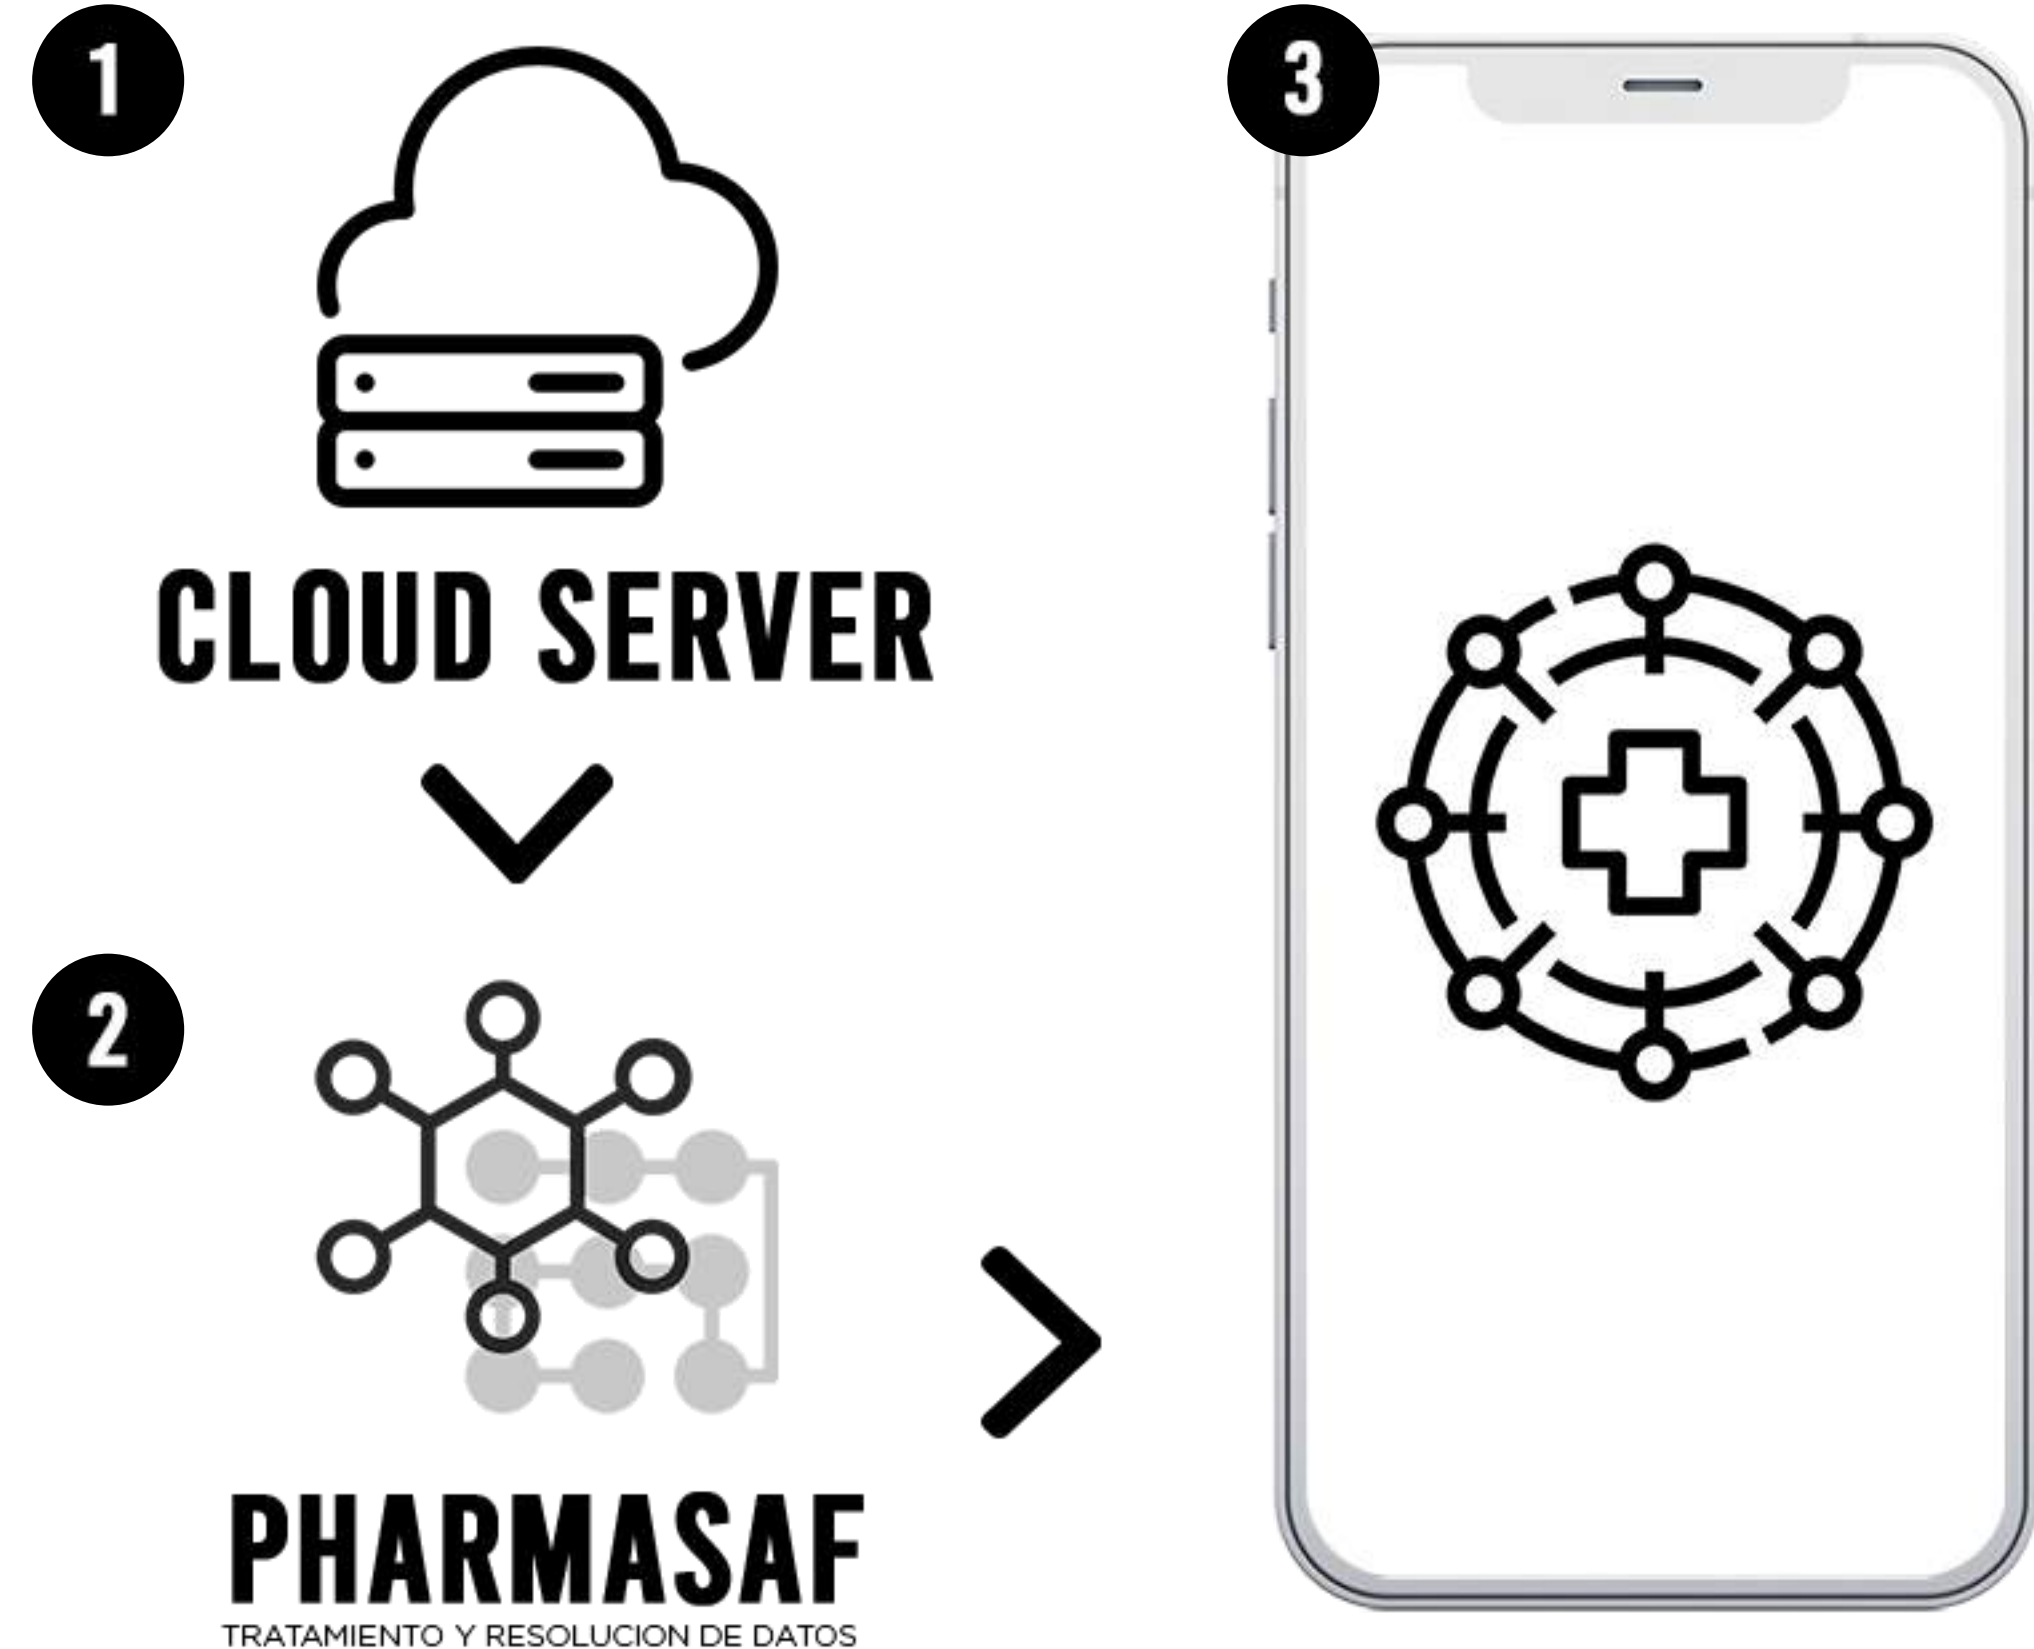 1
CLOUD SERVER
2
PHARMASAF
TRATAMIENTO Y RESOLUCION DE DATOS
3